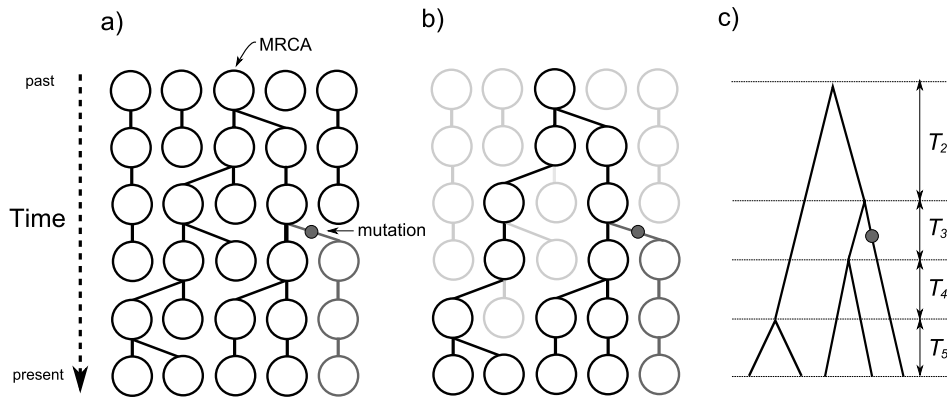 a)
b)
c)
MRCA
past
Time
mutation
present
T2
T3
T4
T5